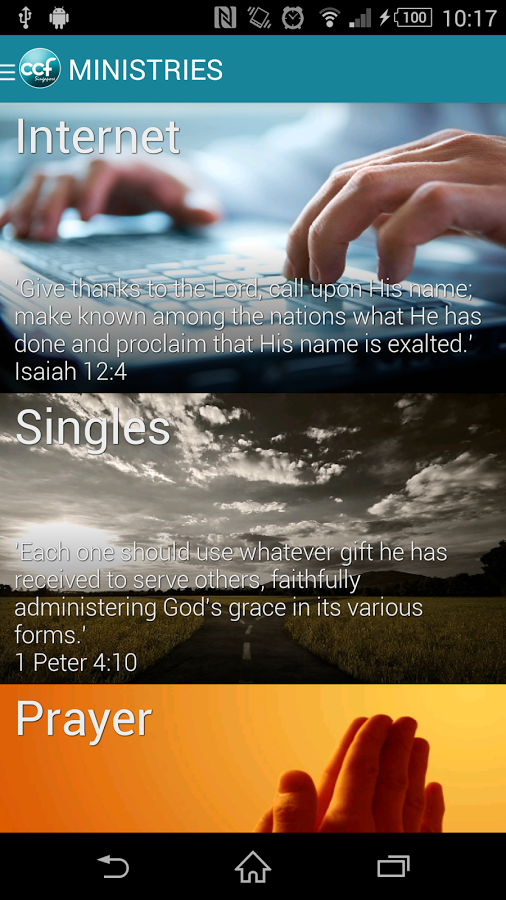 100 10:17
ccf
Singapore
MINISTRIES
Internet
'Give thanks to the Lord, call upon His name;
make known among the nations what He has
done and proclaim that His name is exalted.'
Isaiah 12:4
Singles
'Each one should use whatever gift he has
received to serve others, faithfully
administering God's grace in its various
forms.'
1 Peter 4:10
Prayer